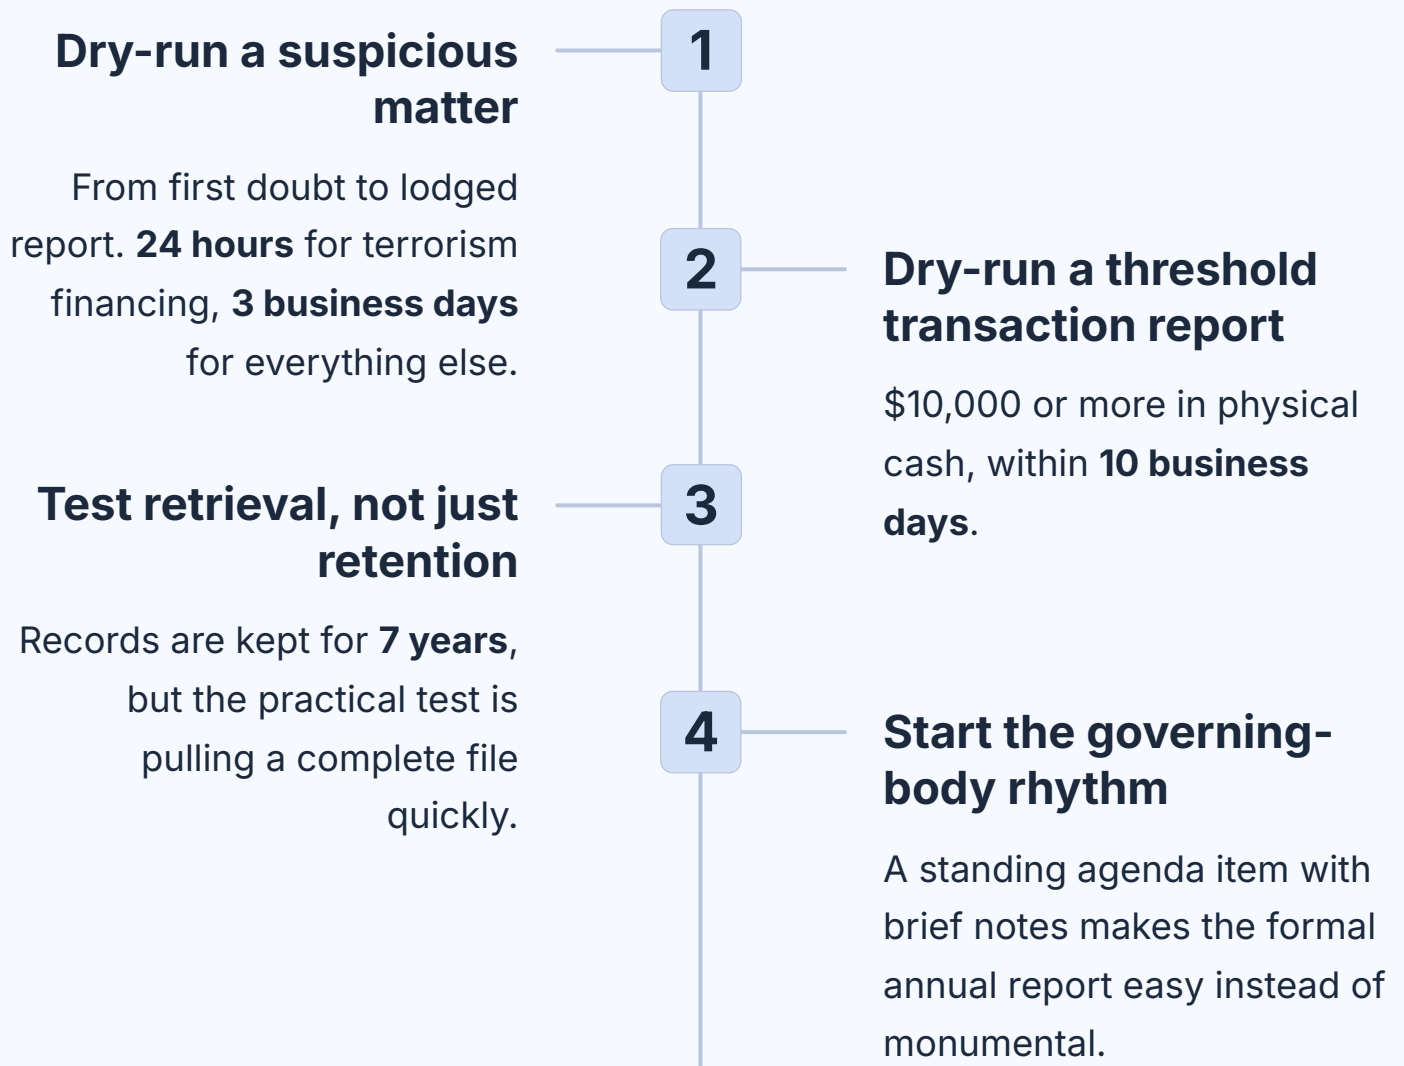 1
Dry-run a suspicious
matter
From first doubt to lodged
report. 24 hours for terrorism
financing, 3 business days
for everything else.
2
Dry-run a threshold
transaction report
$10,000 or more in physical
cash, within 10 business
days.
3
Test retrieval, not just
retention
Records are kept for 7 years,
but the practical test is
pulling a complete file
quickly.
4
Start the governing-
body rhythm
A standing agenda item with
brief notes makes the formal
annual report easy instead of
monumental.